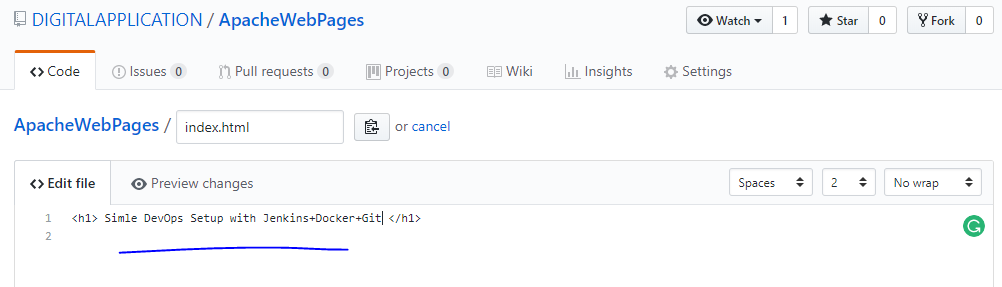 DIGITALAPPLICATION / ApacheWebPages
Watch 1 Star 0 Fork 0
Code Issues 0 Pull requests 0 Projects 0 Wiki Insights Settings
ApacheWebPages / index.html or cancel
Edit file Preview changes Spaces 2 No wrap
1 <h1> Simle DevOps Setup with Jenkins+Docker+Git </h1>
2